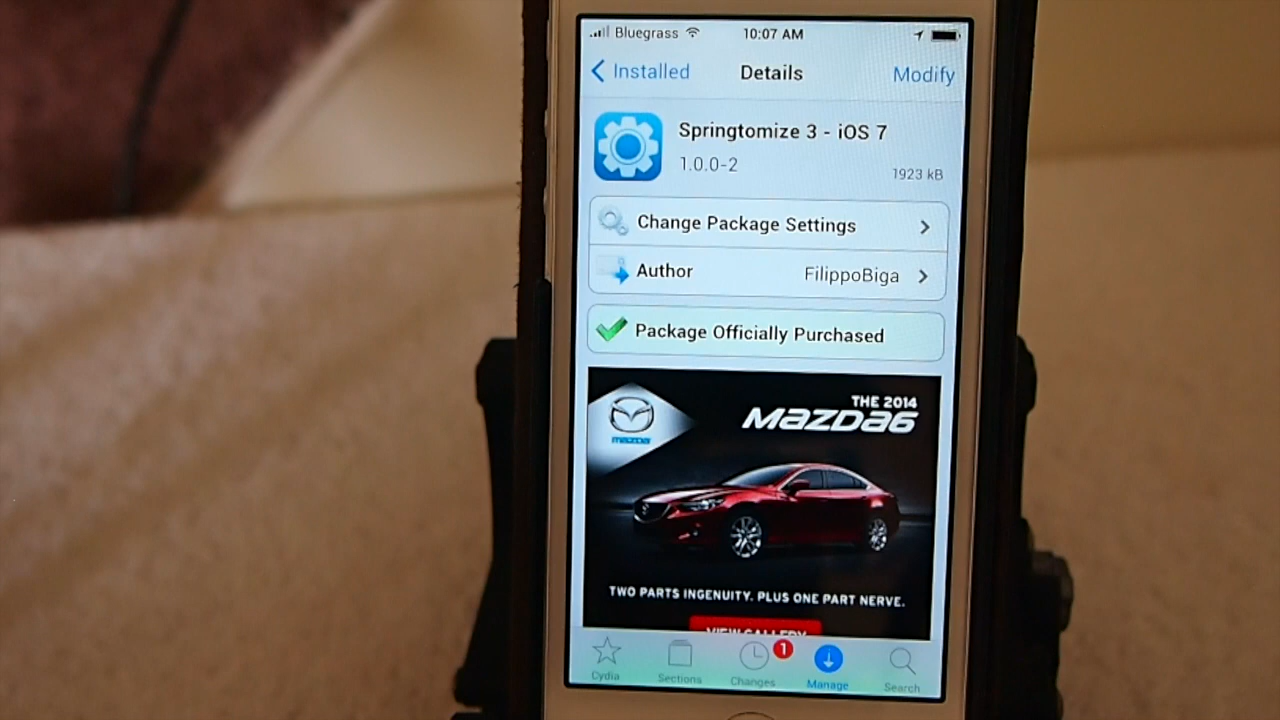 Bluegrass 10:07 AM
Installed Details Modify
Springtomize 3 - iOS 7
1.0.0-2
1923 kB
Change Package Settings
Author FilippoBiga
Package Officially Purchased
THE 2014
mazda6
mazda
TWO PARTS INGENUITY. PLUS ONE PART NERVE.
VIEW GALLERY
1
Cydia Sections Changes Manage Search